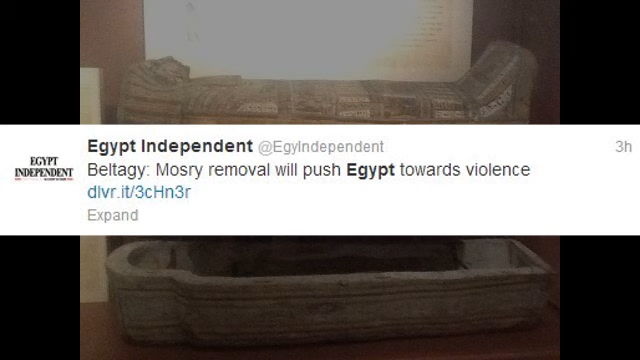 Egypt Independent @EgyIndependent 3h
EGYPT
INDEPENDENT
Beltagy: Mosry removal will push Egypt towards violence
dlvr.it/3cHn3r
Expand